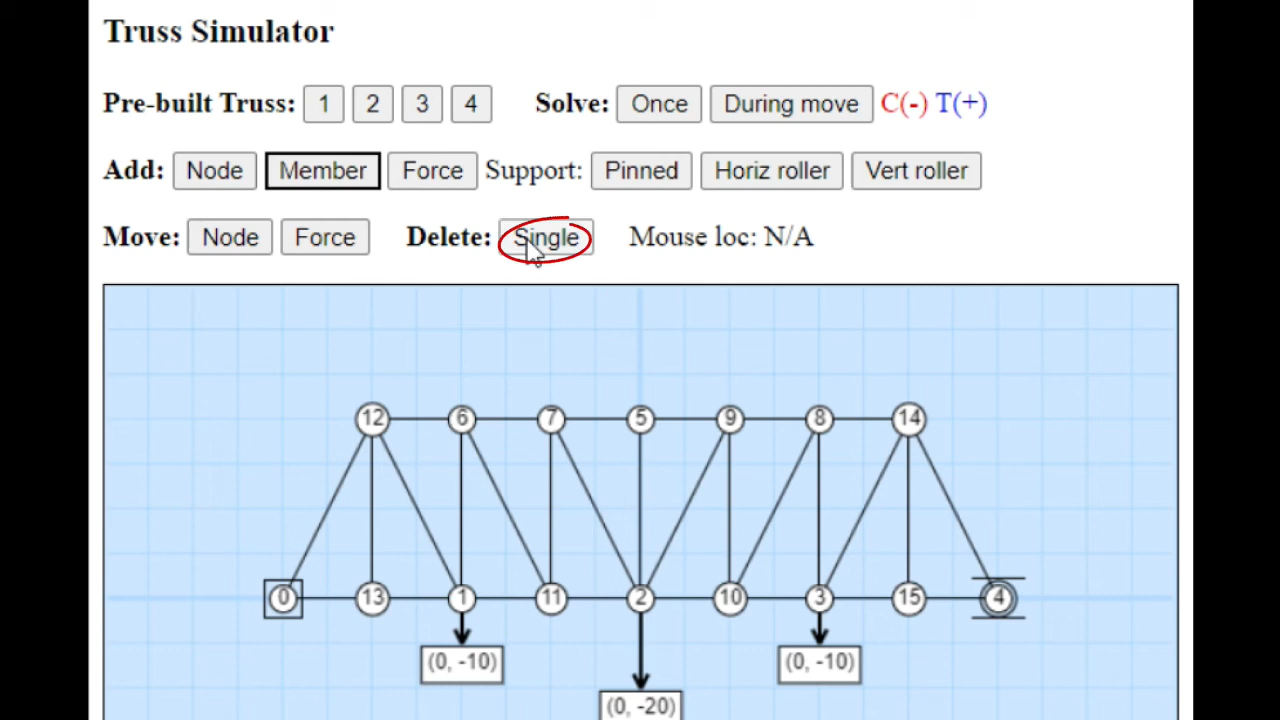 Truss Simulator
Pre-built Truss: 1 2 3 4 Solve: Once During move C(-) T(+)
Add: Node Member Force Support: Pinned Horiz roller Vert roller
Move: Node Force Delete: Single Mouse loc: N/A
12 6 7 5 9 8 14
0 13 1 11 2 10 3 15 4
(0, -10) (0, -10)
(0, -20)